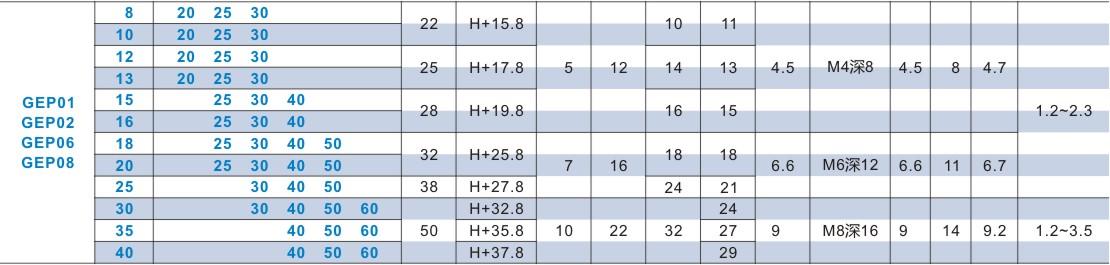 8 20 25 30 22 H+15.8 10 11
10 20 25 30
12 20 25 30 25 H+17.8 5 12 14 13 4.5 M4深8 4.5 8 4.7
13 20 25 30
GEP01 15 25 30 40 28 H+19.8 16 15 1.2~2.3
GEP02 16 25 30 40
GEP06 18 25 30 40 50 32 H+25.8 18 18
GEP08 20 25 30 40 50 7 16 6.6 M6深12 6.6 11 6.7
25 30 40 50 38 H+27.8 24 21
30 30 40 50 60 H+32.8 24
35 40 50 60 50 H+35.8 10 22 32 27 9 M8深16 9 14 9.2 1.2~3.5
40 40 50 60 H+37.8 29